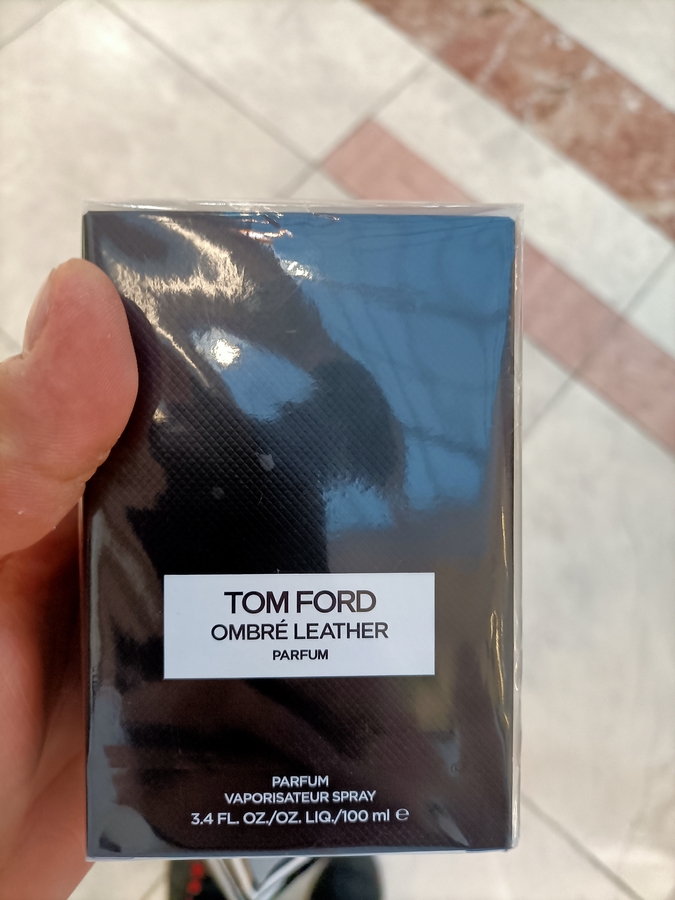 TOM FORD
OMBRÉ LEATHER
PARFUM
PARFUM
VAPORISATEUR SPRAY
3.4 FL. OZ./OZ. LIQ./100 ml ℮